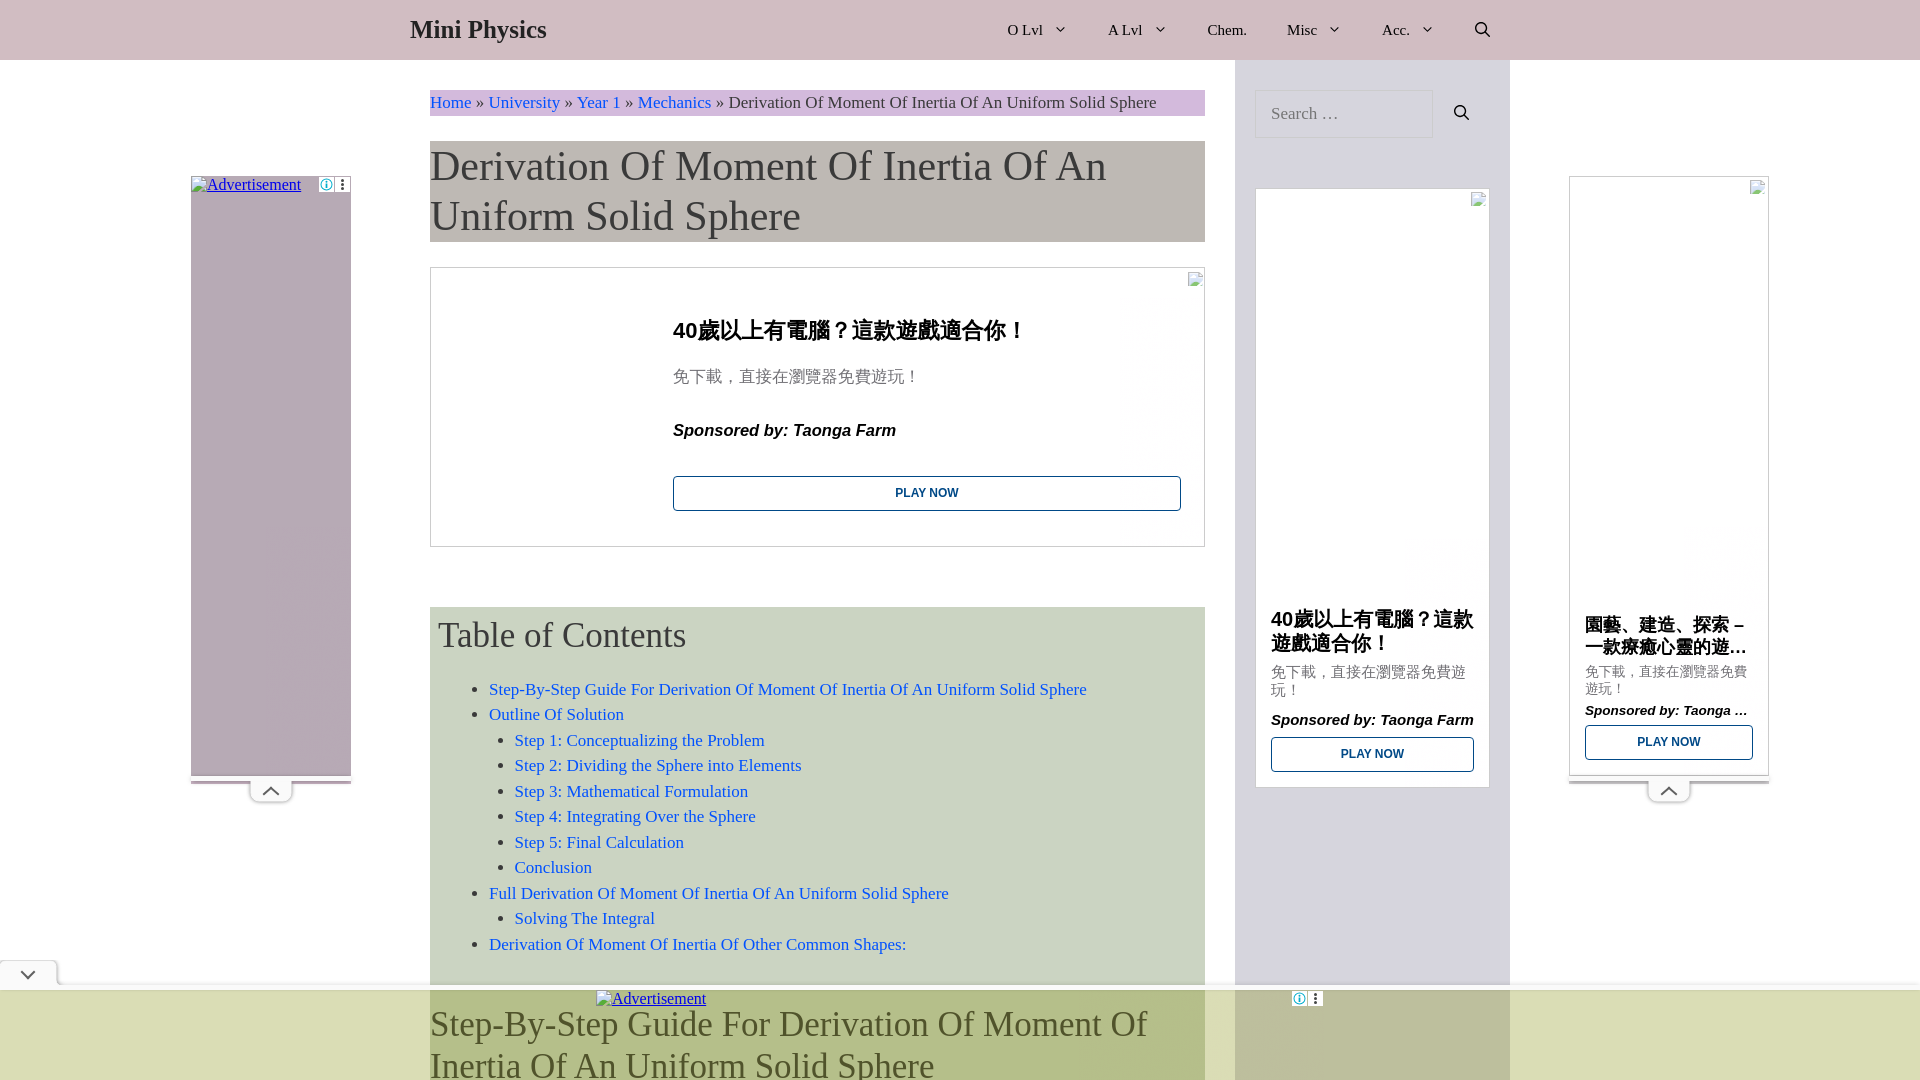 Mini Physics
O Lvl
A Lvl
Chem.
Misc
Acc.
Home » University » Year 1 » Mechanics » Derivation Of Moment Of Inertia Of An Uniform Solid Sphere
Search …
Derivation Of Moment Of Inertia Of An
Uniform Solid Sphere
Advertisement
40歲以上有電腦？這款遊戲適合你！
免下載，直接在瀏覽器免費遊玩！
Sponsored by: Taonga Farm
PLAY NOW
Table of Contents
Step-By-Step Guide For Derivation Of Moment Of Inertia Of An Uniform Solid Sphere
Outline Of Solution
Step 1: Conceptualizing the Problem
Step 2: Dividing the Sphere into Elements
Step 3: Mathematical Formulation
Step 4: Integrating Over the Sphere
Step 5: Final Calculation
Conclusion
Full Derivation Of Moment Of Inertia Of An Uniform Solid Sphere
Solving The Integral
Derivation Of Moment Of Inertia Of Other Common Shapes:
40歲以上有電腦？這款
遊戲適合你！
免下載，直接在瀏覽器免費遊
玩！
Sponsored by: Taonga Farm
PLAY NOW
園藝、建造、探索 –
一款療癒心靈的遊…
免下載，直接在瀏覽器免費
遊玩！
Sponsored by: Taonga …
PLAY NOW
Advertisement
Step-By-Step Guide For Derivation Of Moment Of
Inertia Of An Uniform Solid Sphere